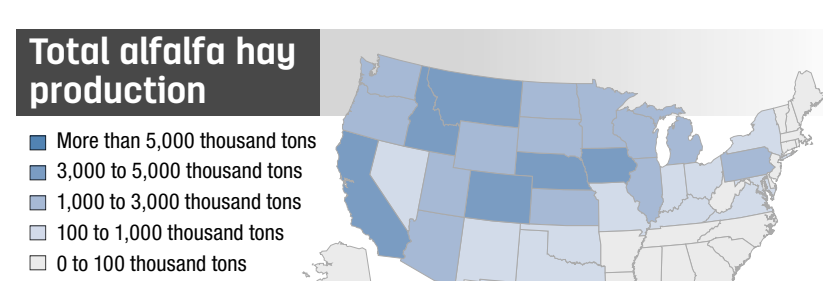 Total alfalfa hay
production
More than 5,000 thousand tons
3,000 to 5,000 thousand tons
1,000 to 3,000 thousand tons
100 to 1,000 thousand tons
0 to 100 thousand tons